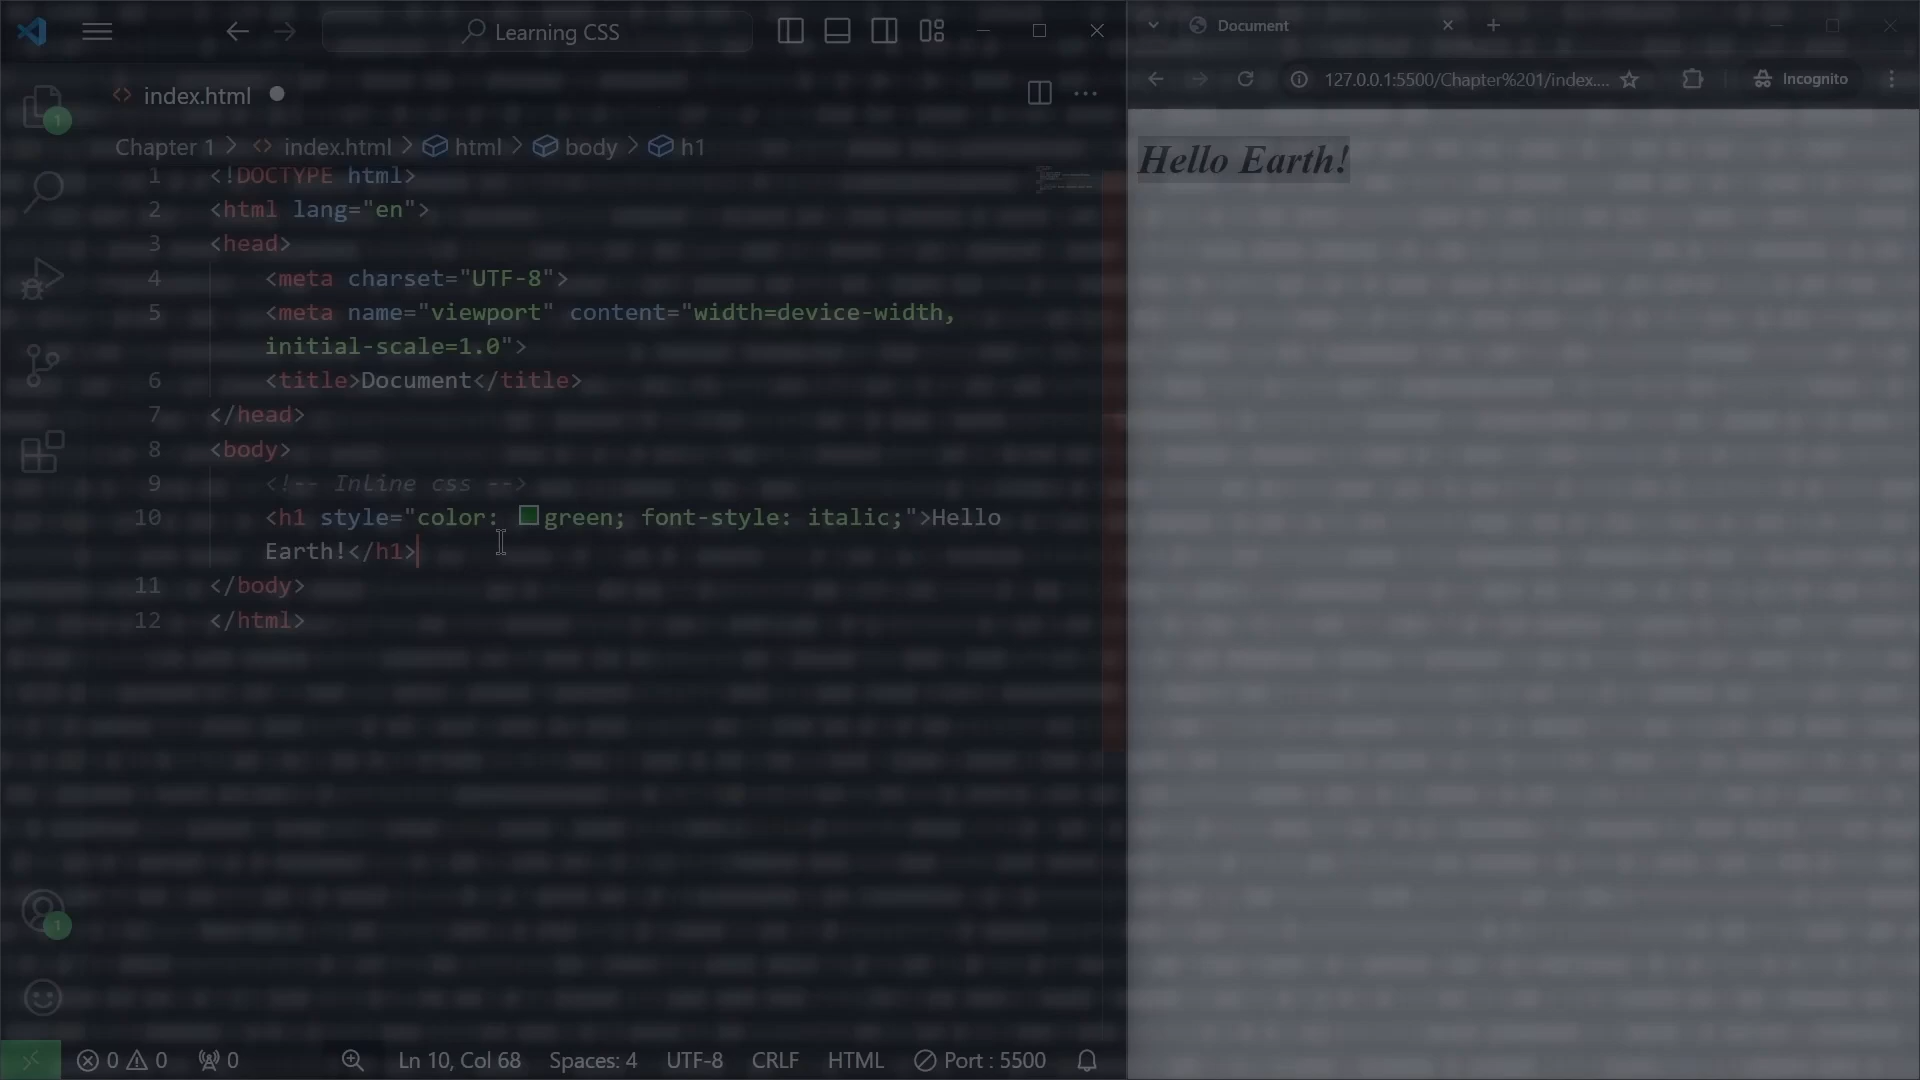 Learning CSS
index.html
Chapter 1 > index.html > html > body > h1
1 <!DOCTYPE html>
2 <html lang="en">
3 <head>
4 <meta charset="UTF-8">
5 <meta name="viewport" content="width=device-width,
initial-scale=1.0">
6 <title>Document</title>
7 </head>
8 <body>
9 <!-- Inline css -->
10 <h1 style="color: green; font-style: italic;">Hello
Earth!</h1>
11 </body>
12 </html>
1
1
0 0 0 Ln 10, Col 68 Spaces: 4 UTF-8 CRLF HTML Port : 5500
Document
127.0.0.1:5500/Chapter%201/index.... Incognito
Hello Earth!